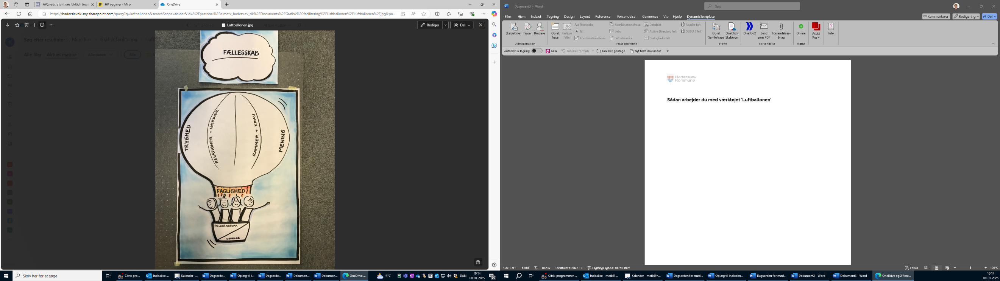 FAQ vedr. afsnit om fuldtid i trep
HR opgaver - Miro
OneDrive
https://haderslevdk-my.sharepoint.com/query?q=luftballonen&searchScope=folder&id=%2Fpersonal%2Fdimetk_haderslev_dk%2FDocuments%2FGrafisk%20facilitering%2FLuftballonen%2FLuftballonen%2Ejpg&pa...
Luftballonen.jpg
Rediger
Del
Søg efter resultater i
Mine filer
Grafisk facilitering
Alle filer
Aktuel mappe
Alle datoer
Alle
FÆLLESSKAB
TRYGHED
RELATIONER + VÆRDIER
RAMMER + KRAV
MENING
FAGLIGHED
FÆLLES ANSVAR
LEDELSE
Skriv her for at søge
Citrix pro...
Indbakke ...
Kalender -...
Dagsorde...
Oplæg til i...
Dagsorde...
Dokumen...
Dokumen...
OneDrive ...
5°C
DAN
10:14
08-01-2025
20
Dokument3 - Word
Søg
Filer
Hjem
Indsæt
Tegning
Design
Layout
Referencer
Forsendelser
Gennemse
Vis
Hjælp
DynamicTemplate
Kommentarer
Redigering
Del
Skabeloner
Fraser
Brugere
Administration
Opret frase
Rediger felter
Aa Tekstboks
Tal
Kombinationsboks
Kombinationsfrase
Dato
Feltreference
Datofrist
Active Directory felt
Dialogboks felt
Acadre felt
DUBU 3 felt
Fraseoprettelse
Opret SamleFrase
OneClick Skabelon
Flows
OneTooX
Send som PDF
Forsendelses-bilag
Forsendelse
Online
Status
Assist Pro
Info
Automatisk lagring
Gem
Kan ikke fortryde
Kan ikke gentage
Nyt tomt dokument
Haderslev
Kommune
Sådan arbejder du med værktøjet 'Luftballonen'
Side 1 af 1
6 ord
Dansk
Tekstfuldførelser: Til
Tilgængelighed: Klar til start
Fokus
100 %
Citrix programmer ...
Indbakke - metk@...
Kalender - metk@h...
Dagsorden for mød...
Oplæg til indleden...
Dagsorden for mød...
Dokument2 - Word
Dokument3 - Word
OneDrive og 2 flere...
10:14
08-01-2025